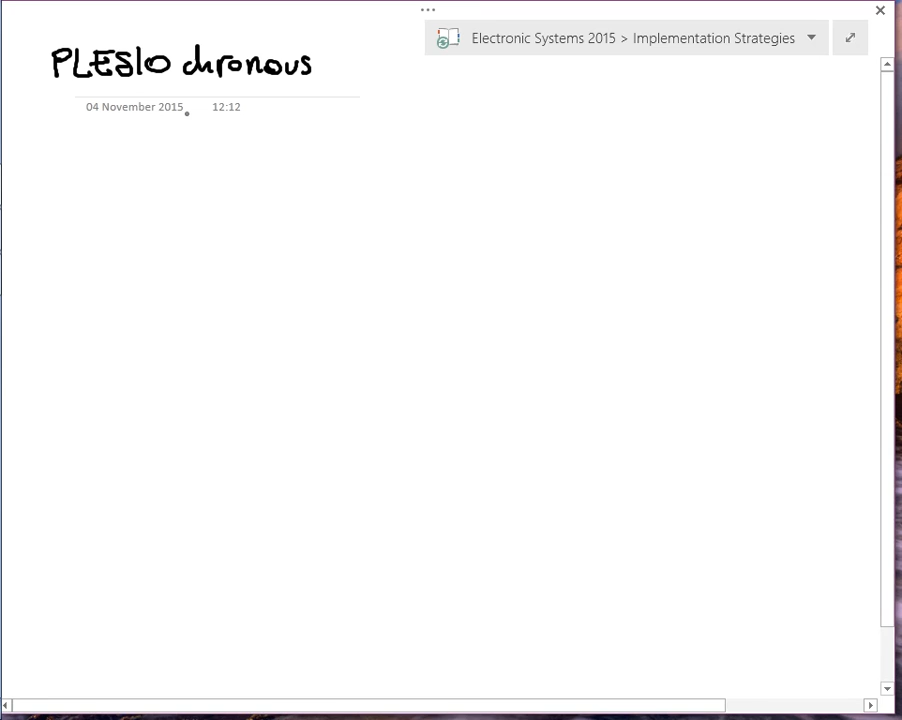 Electronic Systems 2015 > Implementation Strategies
PLESIO chronous
04 November 2015 12:12